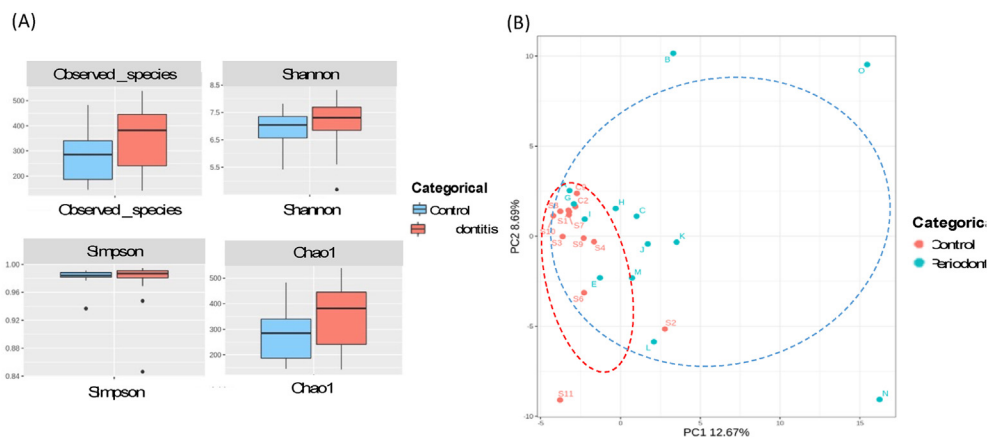 (A)
Observed_species
500
400
300
200
Observed_species
Shannon
8.5
7.5
6.5
5.5
Shannon
Categorical
Control
dontitis
Simpson
1.00
0.96
0.92
0.88
0.84
Simpson
Chao1
500
400
300
200
Chao1
(B)
PC2 8.69%
10
5
0
-5
-10
B
O
A
G
C3
C2
S8
S1
S7
I
H
C
S10
S3
S9
S4
J
K
E
M
S6
S2
L
S11
N
-5
0
5
10
15
PC1 12.67%
Categorica
Control
Periodont